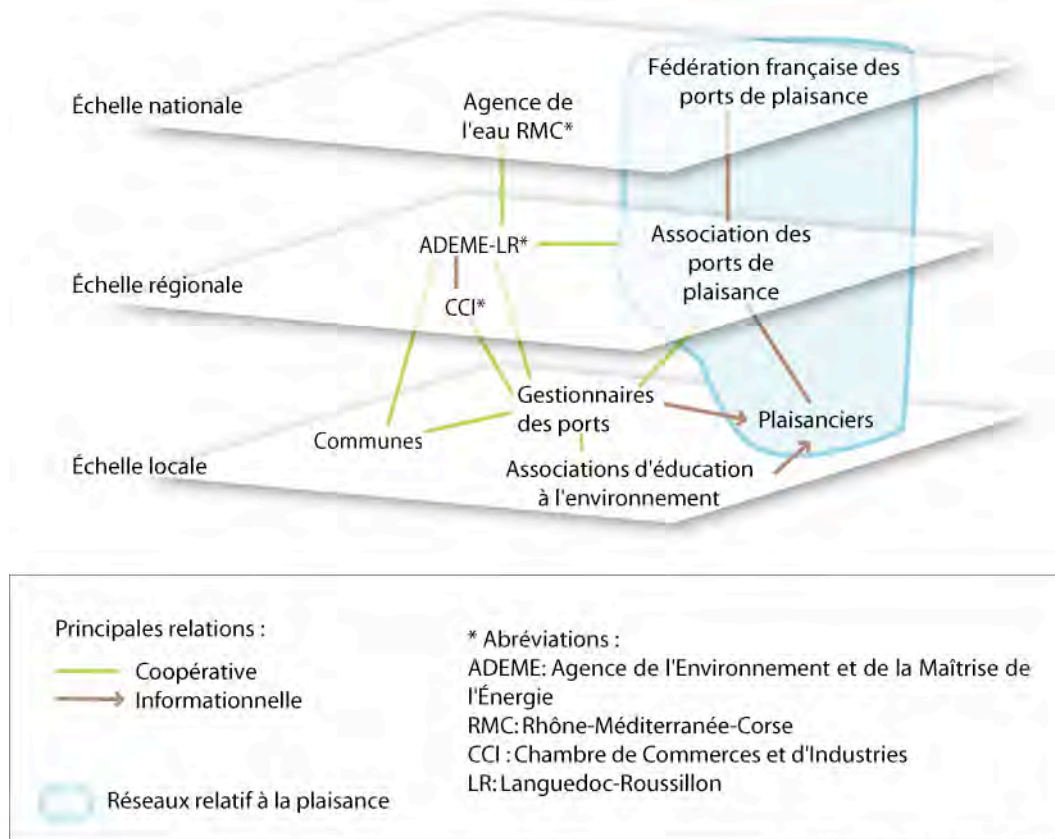 Fédération française des
ports de plaisance
Échelle nationale
Agence de
l'eau RMC*
ADEME-LR*
Association des
ports de
plaisance
Échelle régionale
CCI*
Gestionnaires
des ports
Plaisanciers
Communes
Échelle locale
Associations d'éducation
à l'environnement
Principales relations :
Coopérative
Informationnelle
Réseaux relatif à la plaisance
* Abréviations :
ADEME: Agence de l'Environnement et de la Maîtrise de
l'Énergie
RMC: Rhône-Méditerranée-Corse
CCI : Chambre de Commerces et d'Industries
LR: Languedoc-Roussillon